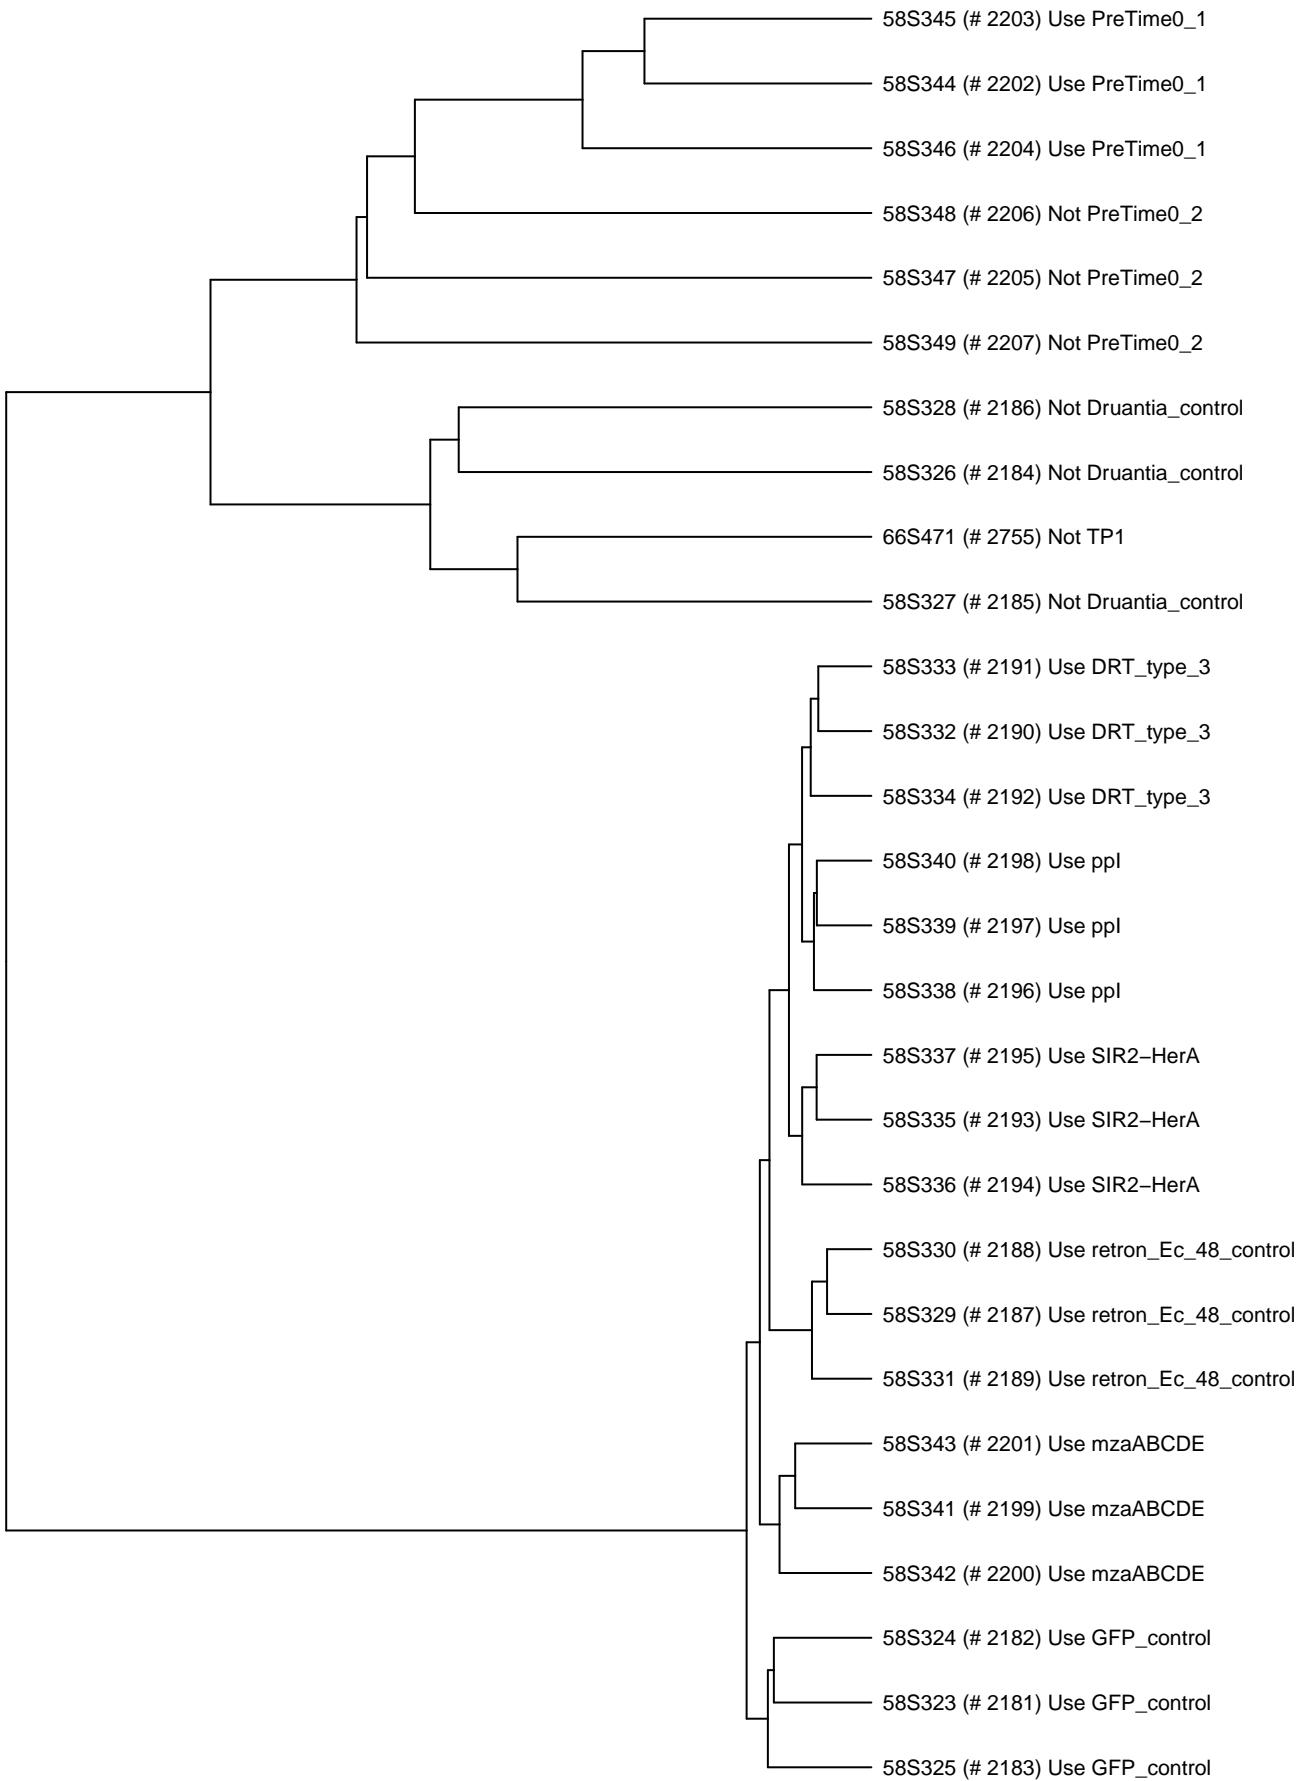 58S345 (# 2203) Use PreTime0_1
58S344 (# 2202) Use PreTime0_1
58S346 (# 2204) Use PreTime0_1
58S348 (# 2206) Not PreTime0_2
58S347 (# 2205) Not PreTime0_2
58S349 (# 2207) Not PreTime0_2
58S328 (# 2186) Not Druantia_control
58S326 (# 2184) Not Druantia_control
66S471 (# 2755) Not TP1
58S327 (# 2185) Not Druantia_control
58S333 (# 2191) Use DRT_type_3
58S332 (# 2190) Use DRT_type_3
58S334 (# 2192) Use DRT_type_3
58S340 (# 2198) Use ppl
58S339 (# 2197) Use ppl
58S338 (# 2196) Use ppl
58S337 (# 2195) Use SIR2−HerA
58S335 (# 2193) Use SIR2−HerA
58S336 (# 2194) Use SIR2−HerA
58S330 (# 2188) Use retron_Ec_48_control
58S329 (# 2187) Use retron_Ec_48_control
58S331 (# 2189) Use retron_Ec_48_control
58S343 (# 2201) Use mzaABCDE
58S341 (# 2199) Use mzaABCDE
58S342 (# 2200) Use mzaABCDE
58S324 (# 2182) Use GFP_control
58S323 (# 2181) Use GFP_control
58S325 (# 2183) Use GFP_control